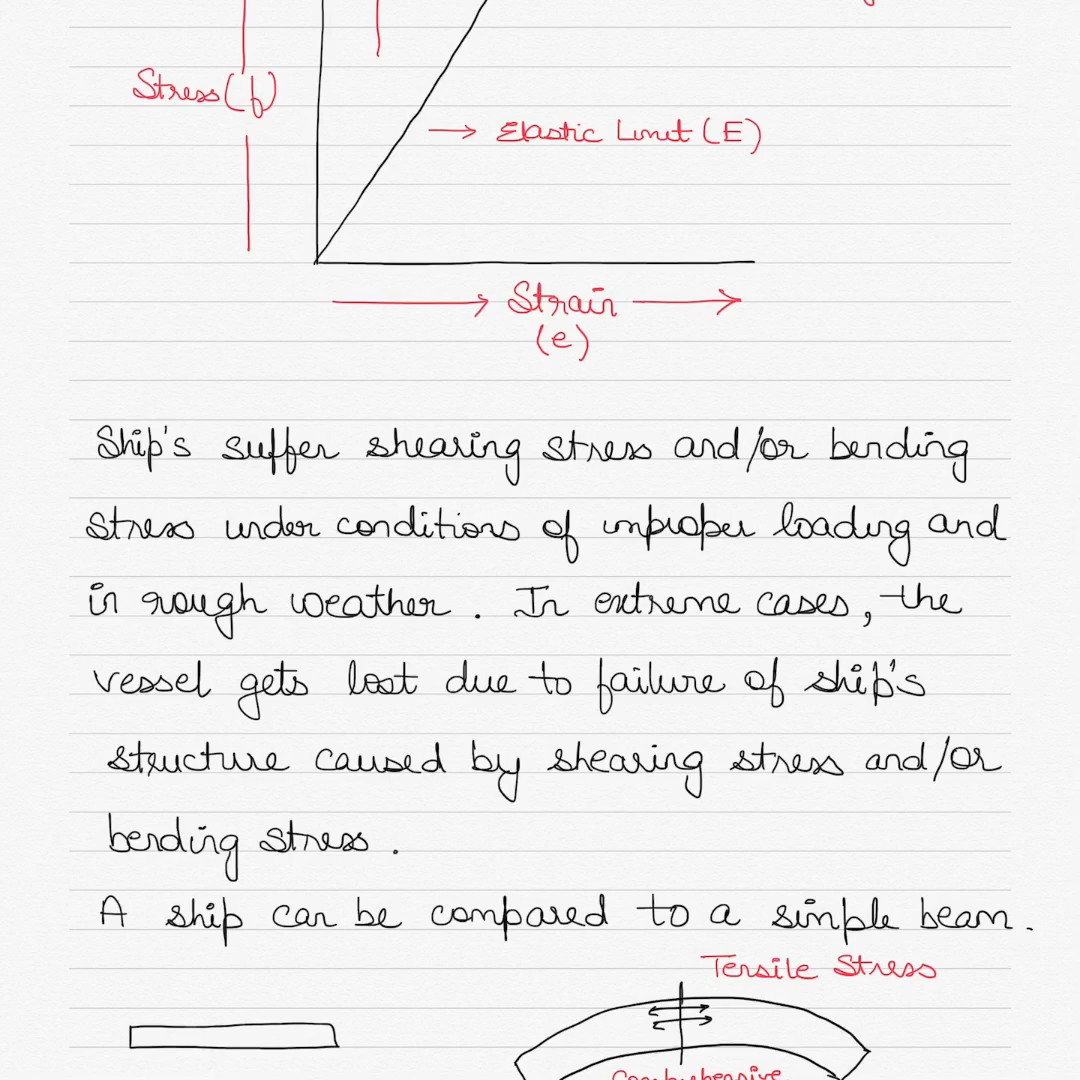 Stress (f)
→ Elastic Limit (E)
→ Strain →
(e)
Ship's suffer shearing stress and/or bending
stress under conditions of improper loading and
in rough weather. In extreme cases, the
vessel gets lost due to failure of ship's
structure caused by shearing stress and/or
bending stress.
A ship can be compared to a simple beam.
Tensile Stress